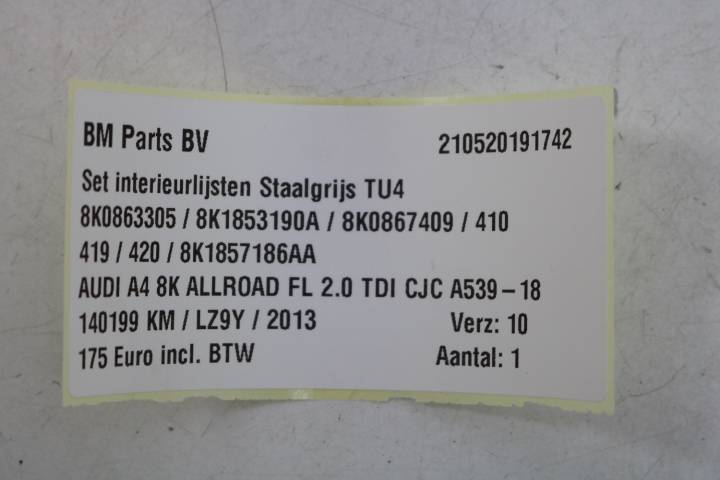 BM Parts BV 210520191742
Set interieurlijsten Staalgrijs TU4
8K0863305 / 8K1853190A / 8K0867409 / 410
419 / 420 / 8K1857186AA
AUDI A4 8K ALLROAD FL 2.0 TDI CJC A539-18
140199 KM / LZ9Y / 2013 Verz: 10
175 Euro incl. BTW Aantal: 1